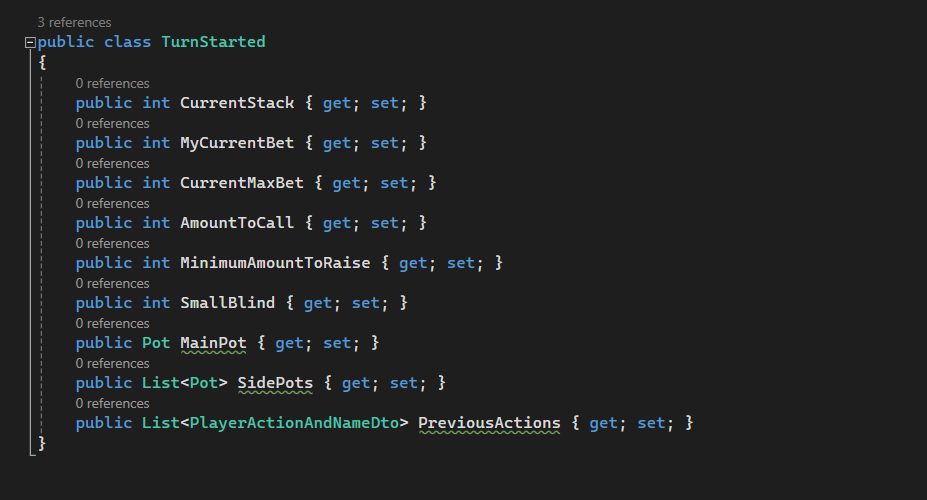 3 references
public class TurnStarted
{
0 references
public int CurrentStack { get; set; }
0 references
public int MyCurrentBet { get; set; }
0 references
public int CurrentMaxBet { get; set; }
0 references
public int AmountToCall { get; set; }
0 references
public int MinimumAmountToRaise { get; set; }
0 references
public int SmallBlind { get; set; }
0 references
public Pot MainPot { get; set; }
0 references
public List<Pot> SidePots { get; set; }
0 references
public List<PlayerActionAndNameDto> PreviousActions { get; set; }
}